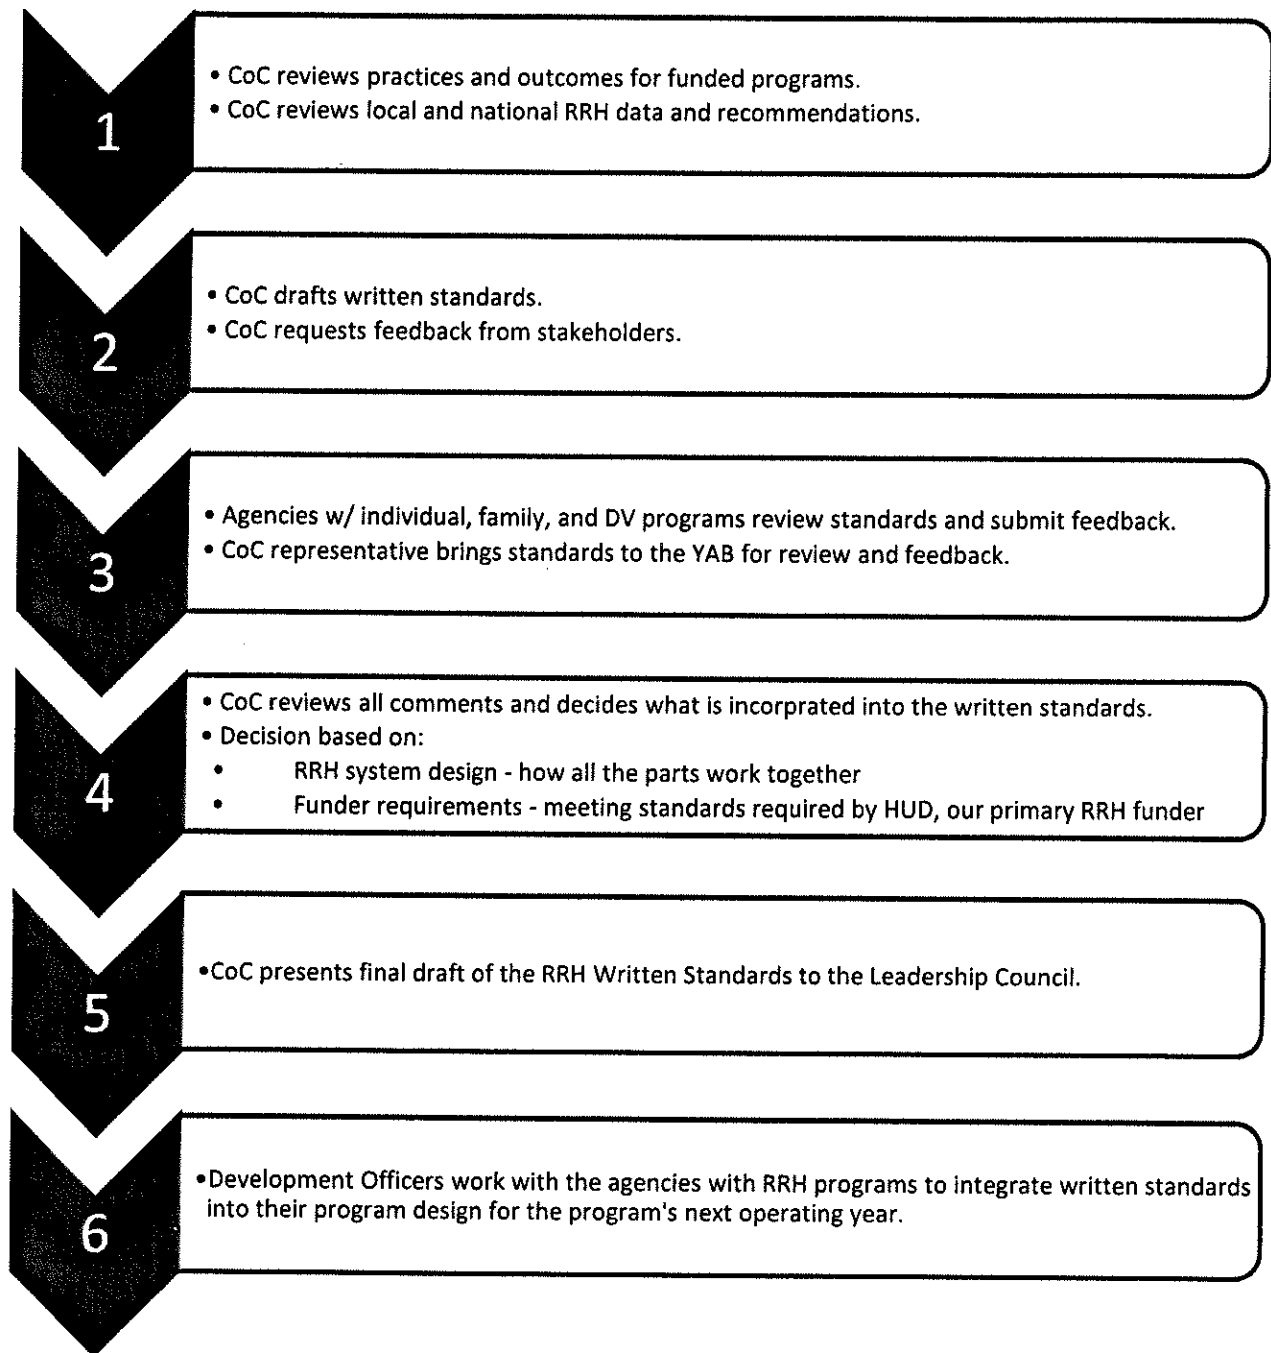 1
• CoC reviews practices and outcomes for funded programs.
• CoC reviews local and national RRH data and recommendations.
2
• CoC drafts written standards.
• CoC requests feedback from stakeholders.
3
• Agencies w/ individual, family, and DV programs review standards and submit feedback.
• CoC representative brings standards to the YAB for review and feedback.
4
• CoC reviews all comments and decides what is incorprated into the written standards.
• Decision based on:
• RRH system design - how all the parts work together
• Funder requirements - meeting standards required by HUD, our primary RRH funder
5
•CoC presents final draft of the RRH Written Standards to the Leadership Council.
6
•Development Officers work with the agencies with RRH programs to integrate written standards
into their program design for the program's next operating year.